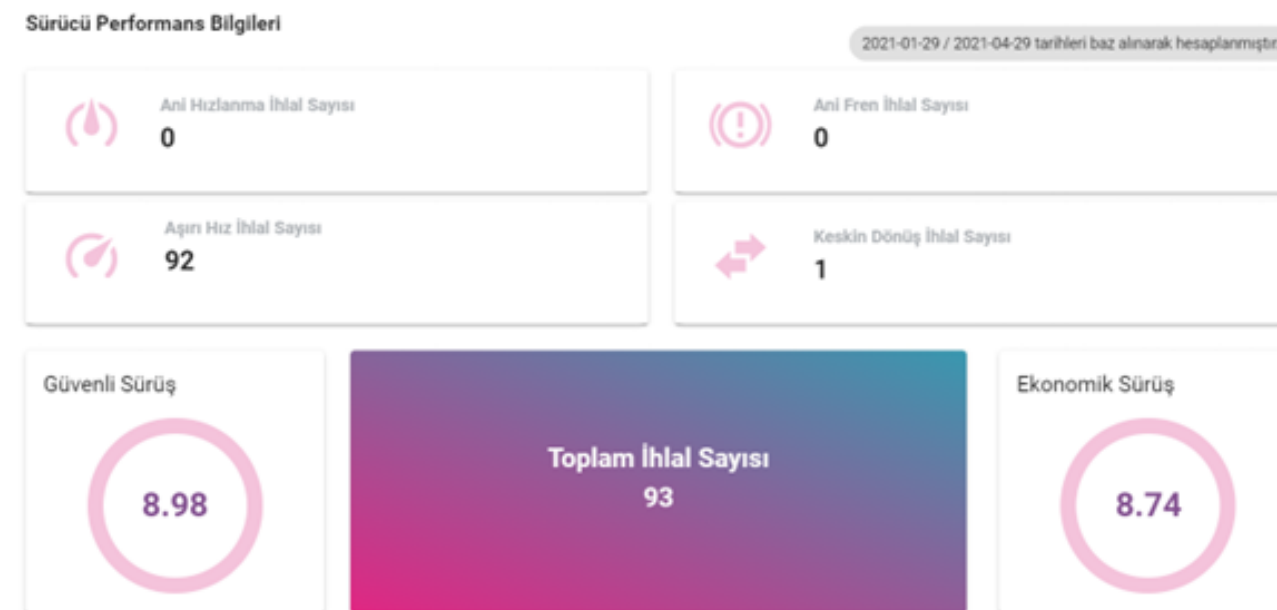 Sürücü Performans Bilgileri
2021-01-29 / 2021-04-29 tarihleri baz alınarak hesaplanmıştır
Ani Hızlanma İhlal Sayısı
0
Ani Fren İhlal Sayısı
0
Aşırı Hız İhlal Sayısı
92
Keskin Dönüş İhlal Sayısı
1
Güvenli Sürüş
8.98
Toplam İhlal Sayısı
93
Ekonomik Sürüş
8.74